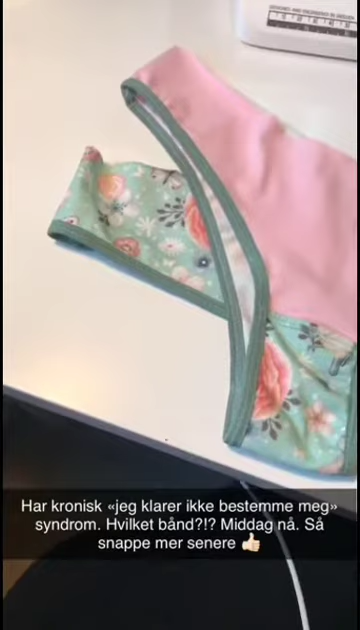 Har kronisk «jeg klarer ikke bestemme meg»
syndrom. Hvilket bånd?!? Middag nå. Så
snappe mer senere 👍🏻